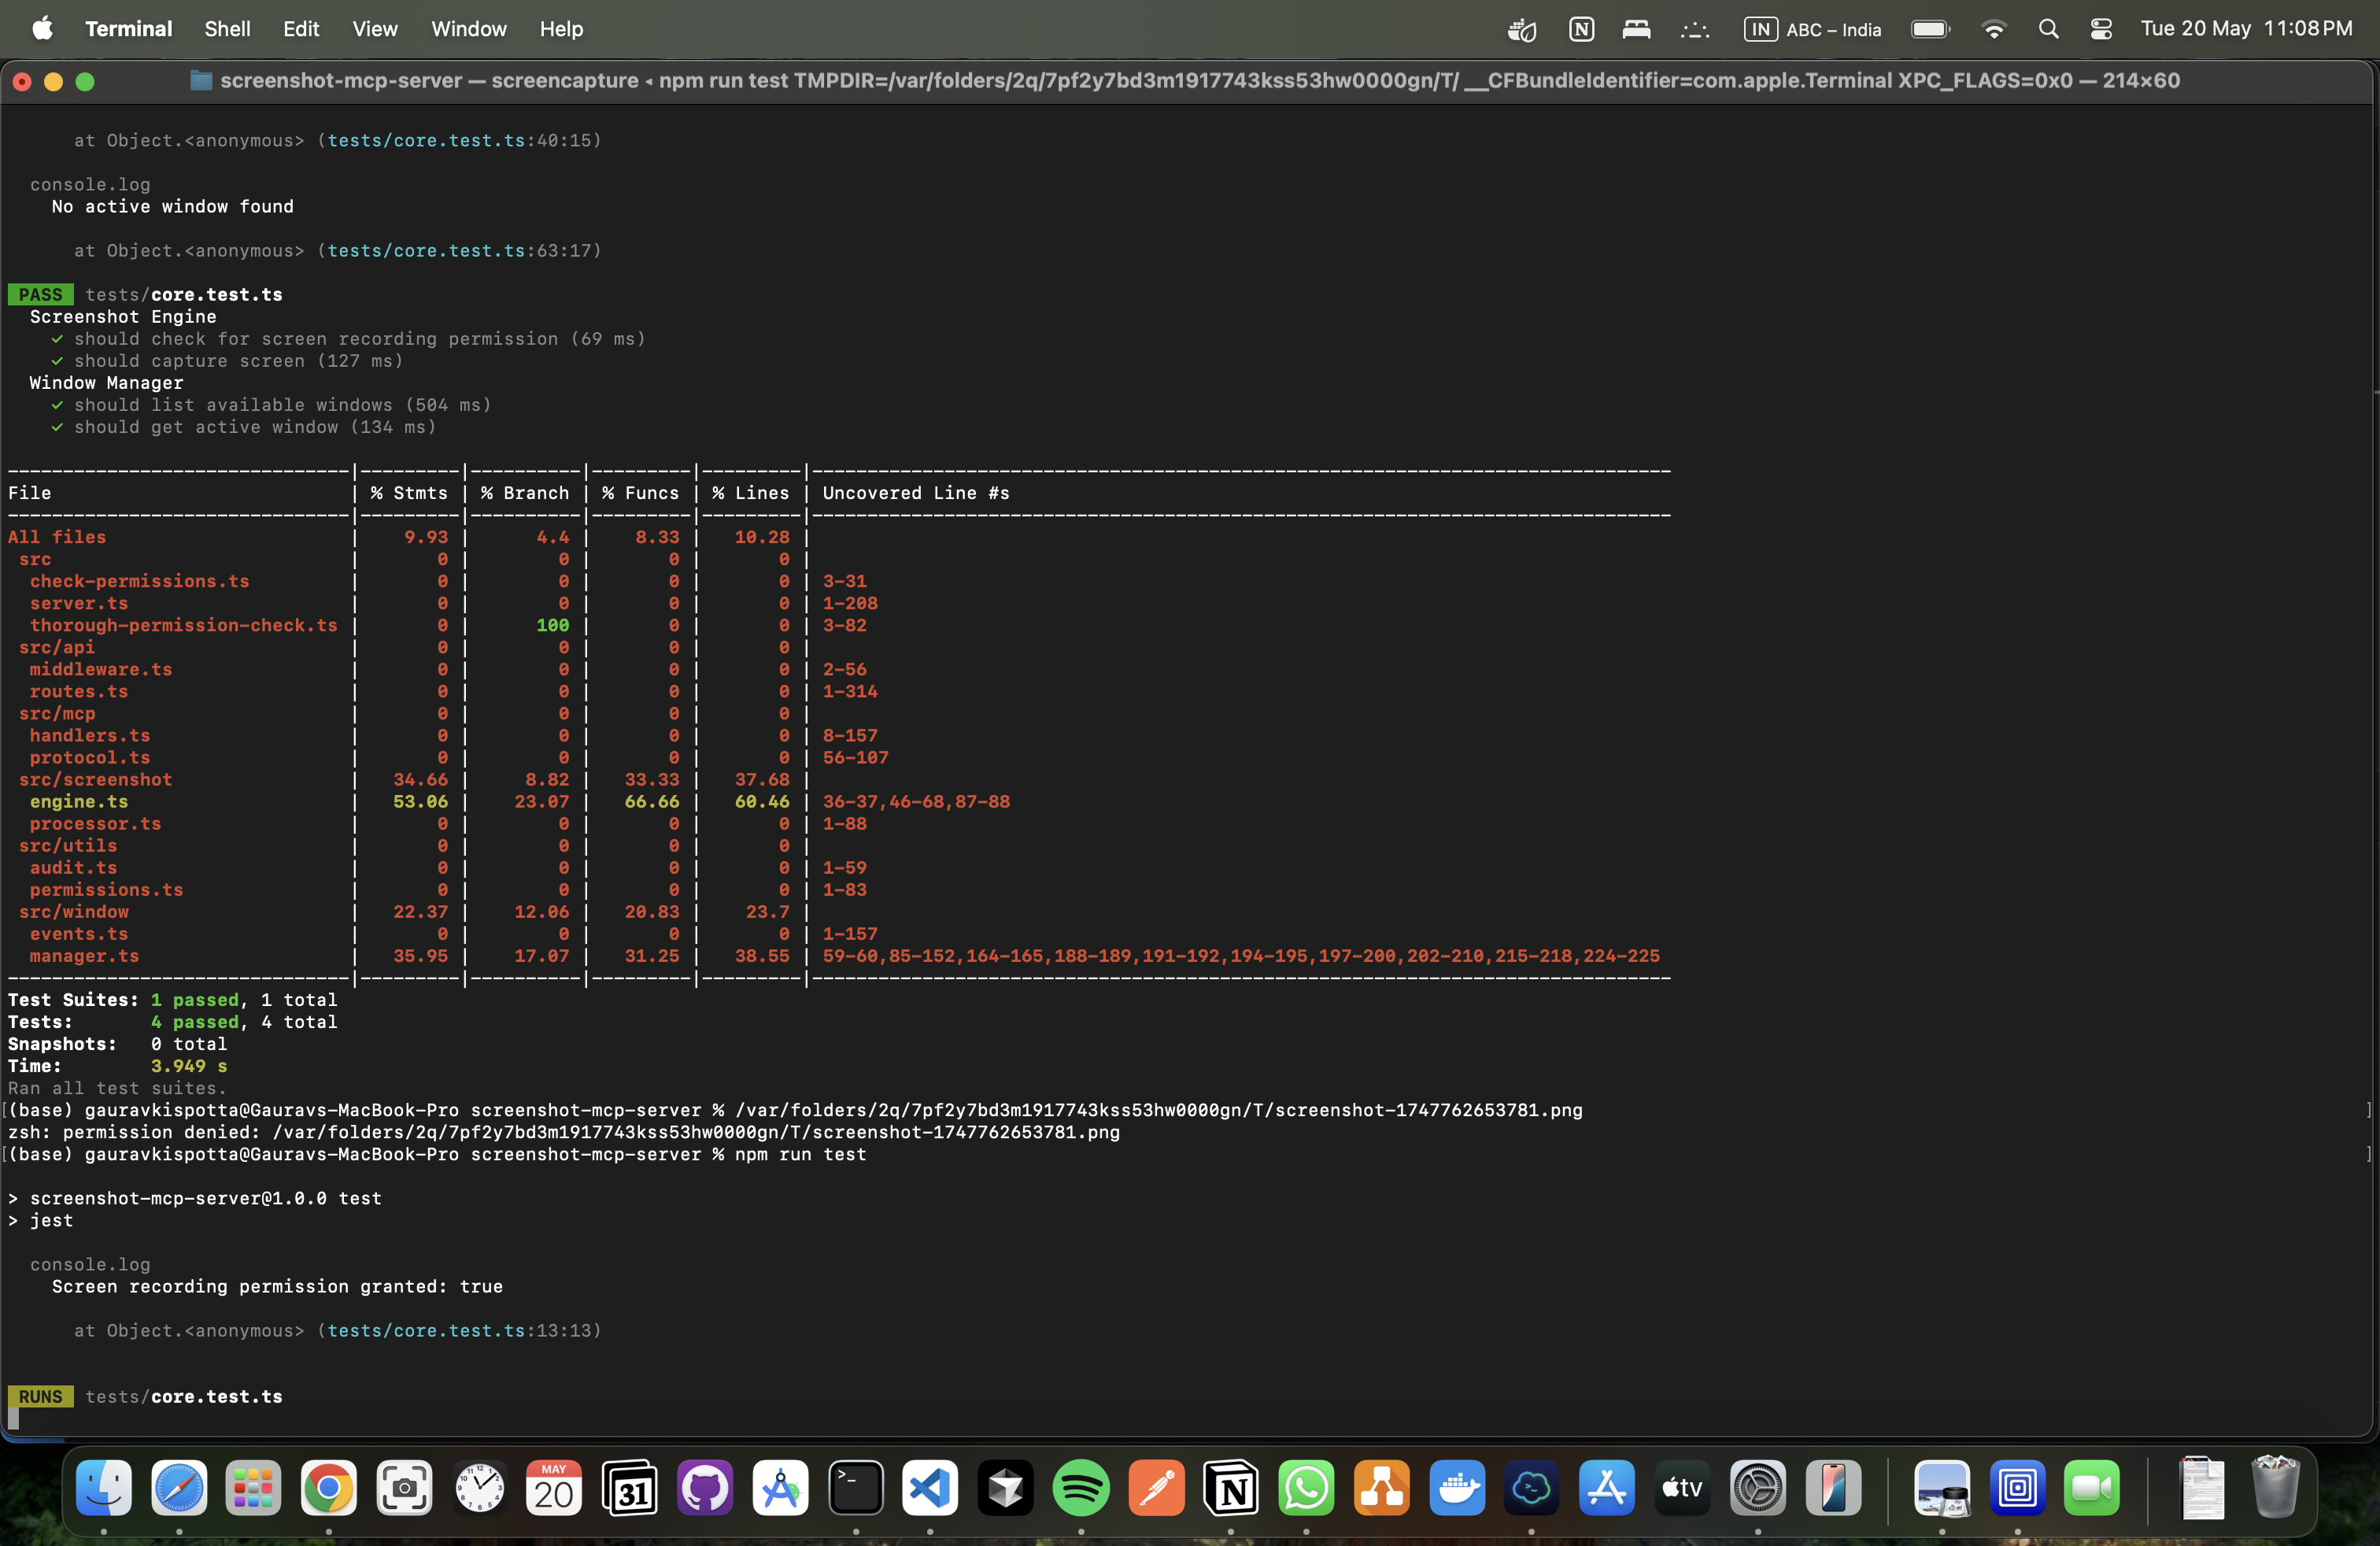 Terminal Shell Edit View Window Help IN ABC – India Tue 20 May 11:08 PM
screenshot-mcp-server — screencapture ◂ npm run test TMPDIR=/var/folders/2q/7pf2y7bd3m1917743kss53hw0000gn/T/ __CFBundleIdentifier=com.apple.Terminal XPC_FLAGS=0x0 — 214×60
at Object.<anonymous> (tests/core.test.ts:40:15)
console.log
No active window found
at Object.<anonymous> (tests/core.test.ts:63:17)
PASS tests/core.test.ts
Screenshot Engine
✓ should check for screen recording permission (69 ms)
✓ should capture screen (127 ms)
Window Manager
✓ should list available windows (504 ms)
✓ should get active window (134 ms)
File | % Stmts | % Branch | % Funcs | % Lines | Uncovered Line #s
All files | 9.93 | 4.4 | 8.33 | 10.28 |
src | 0 | 0 | 0 | 0 |
check-permissions.ts | 0 | 0 | 0 | 0 | 3-31
server.ts | 0 | 0 | 0 | 0 | 1-208
thorough-permission-check.ts | 0 | 100 | 0 | 0 | 3-82
src/api | 0 | 0 | 0 | 0 |
middleware.ts | 0 | 0 | 0 | 0 | 2-56
routes.ts | 0 | 0 | 0 | 0 | 1-314
src/mcp | 0 | 0 | 0 | 0 |
handlers.ts | 0 | 0 | 0 | 0 | 8-157
protocol.ts | 0 | 0 | 0 | 0 | 56-107
src/screenshot | 34.66 | 8.82 | 33.33 | 37.68 |
engine.ts | 53.06 | 23.07 | 66.66 | 60.46 | 36-37,46-68,87-88
processor.ts | 0 | 0 | 0 | 0 | 1-88
src/utils | 0 | 0 | 0 | 0 |
audit.ts | 0 | 0 | 0 | 0 | 1-59
permissions.ts | 0 | 0 | 0 | 0 | 1-83
src/window | 22.37 | 12.06 | 20.83 | 23.7 |
events.ts | 0 | 0 | 0 | 0 | 1-157
manager.ts | 35.95 | 17.07 | 31.25 | 38.55 | 59-60,85-152,164-165,188-189,191-192,194-195,197-200,202-210,215-218,224-225
Test Suites: 1 passed, 1 total
Tests: 4 passed, 4 total
Snapshots: 0 total
Time: 3.949 s
Ran all test suites.
[(base) gauravkispotta@Gauravs-MacBook-Pro screenshot-mcp-server % /var/folders/2q/7pf2y7bd3m1917743kss53hw0000gn/T/screenshot-1747762653781.png ]
zsh: permission denied: /var/folders/2q/7pf2y7bd3m1917743kss53hw0000gn/T/screenshot-1747762653781.png
[(base) gauravkispotta@Gauravs-MacBook-Pro screenshot-mcp-server % npm run test ]
> screenshot-mcp-server@1.0.0 test
> jest
console.log
Screen recording permission granted: true
at Object.<anonymous> (tests/core.test.ts:13:13)
RUNS tests/core.test.ts
MAY
20
31
tv